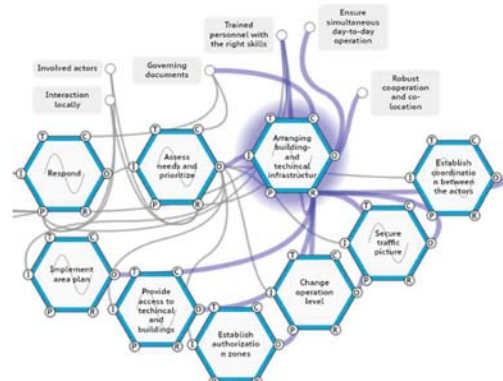 Ensure
simultaneous
day-to-day
operation
Trained
personnel with
the right skills
Involved actors
Governing
documents
Interaction
locally
Robust
cooperation and
co-location
T C
I O
P R
Respond
T C
I O
P R
Assess
needs and
prioritize
T C
I O
P R
Arranging
building-
and
techincal
infrastructur
T C
I O
P R
Establish
coordinatio
n between
the actors
T C
I O
P R
Secure
traffic
picture
T C
I O
P R
Implement
area plan
T C
I O
P R
Provide
access to
techincal and
buildings
T C
I O
P R
Change
operation
level
T C
I O
P R
Establish
authorizatio
n zones